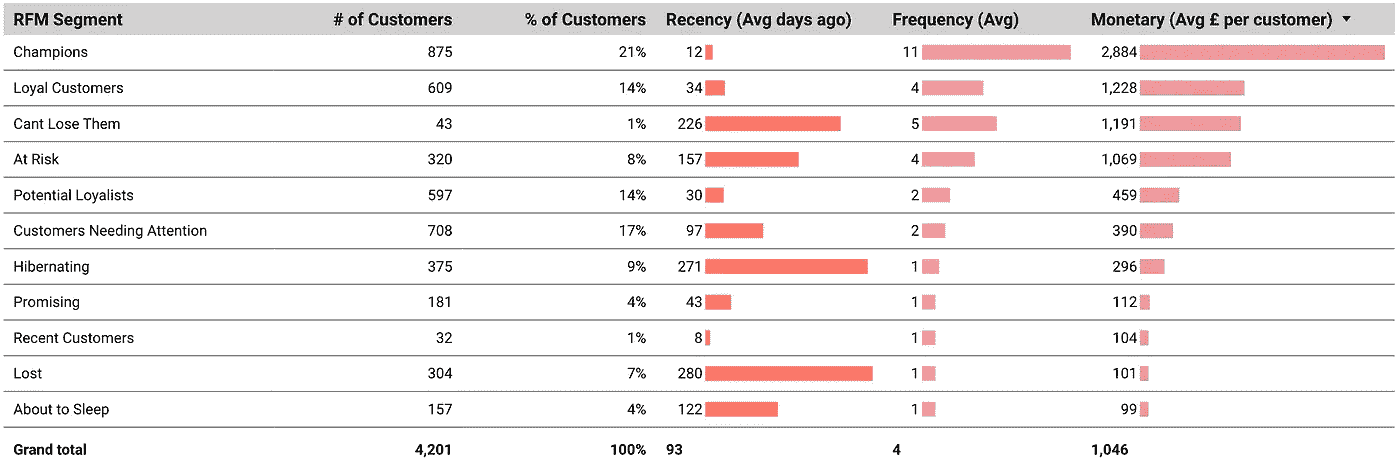 RFM Segment # of Customers % of Customers Recency (Avg days ago) Frequency (Avg) Monetary (Avg £ per customer)
Champions 875 21% 12 11 2,884
Loyal Customers 609 14% 34 4 1,228
Cant Lose Them 43 1% 226 5 1,191
At Risk 320 8% 157 4 1,069
Potential Loyalists 597 14% 30 2 459
Customers Needing Attention 708 17% 97 2 390
Hibernating 375 9% 271 1 296
Promising 181 4% 43 1 112
Recent Customers 32 1% 8 1 104
Lost 304 7% 280 1 101
About to Sleep 157 4% 122 1 99
Grand total 4,201 100% 93 4 1,046